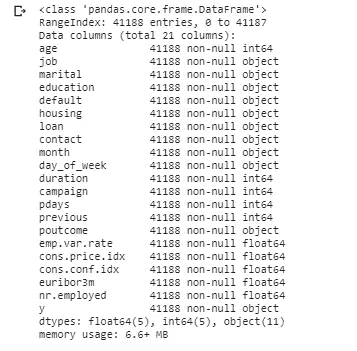 <class 'pandas.core.frame.DataFrame'>
RangeIndex: 41188 entries, 0 to 41187
Data columns (total 21 columns):
age 41188 non-null int64
job 41188 non-null object
marital 41188 non-null object
education 41188 non-null object
default 41188 non-null object
housing 41188 non-null object
loan 41188 non-null object
contact 41188 non-null object
month 41188 non-null object
day_of_week 41188 non-null object
duration 41188 non-null int64
campaign 41188 non-null int64
pdays 41188 non-null int64
previous 41188 non-null int64
poutcome 41188 non-null object
emp.var.rate 41188 non-null float64
cons.price.idx 41188 non-null float64
cons.conf.idx 41188 non-null float64
euribor3m 41188 non-null float64
nr.employed 41188 non-null float64
y 41188 non-null object
dtypes: float64(5), int64(5), object(11)
memory usage: 6.6+ MB